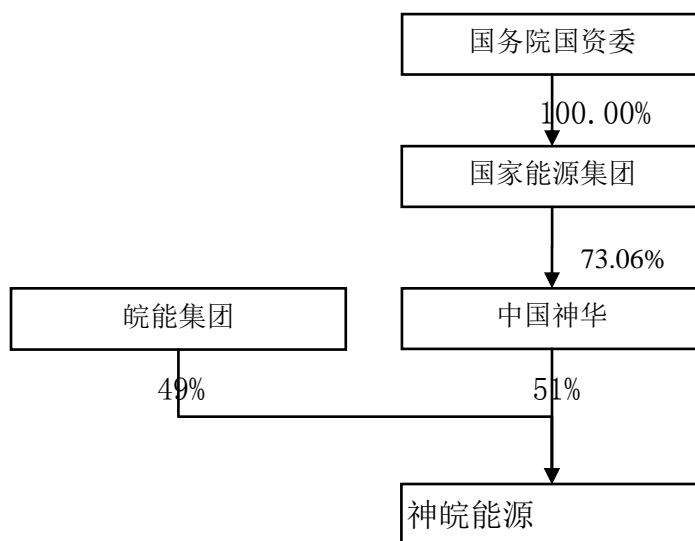 国务院国资委
100.00%
国家能源集团
73.06%
皖能集团
中国神华
49%
51%
神皖能源